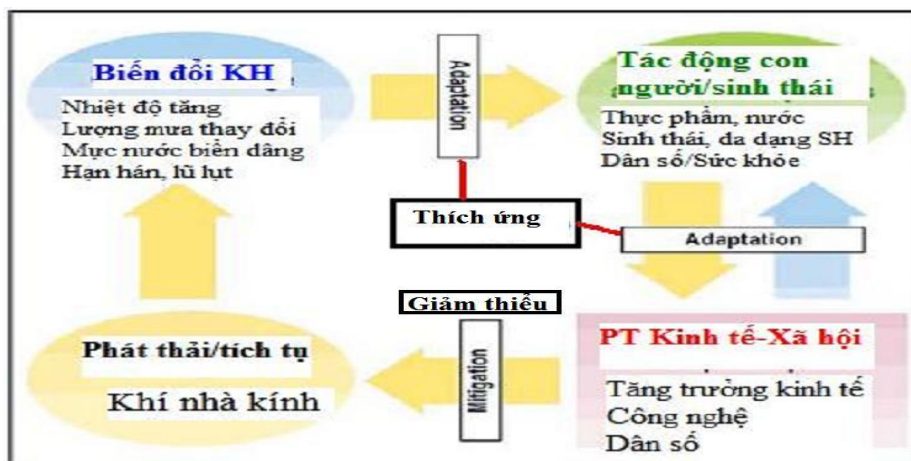 Biến đổi KH
Nhiệt độ tăng
Lượng mưa thay đổi
Mực nước biển dâng
Hạn hán, lũ lụt
Adaptation
Tác động con
người/sinh thái
Thực phẩm, nước
Sinh thái, da dạng SH
Dân số/Sức khỏe
Thích ứng
Adaptation
Giảm thiểu
Phát thải/tích tụ
Khí nhà kính
Mitigation
PT Kinh tế-Xã hội
Tăng trưởng kinh tế
Công nghệ
Dân số